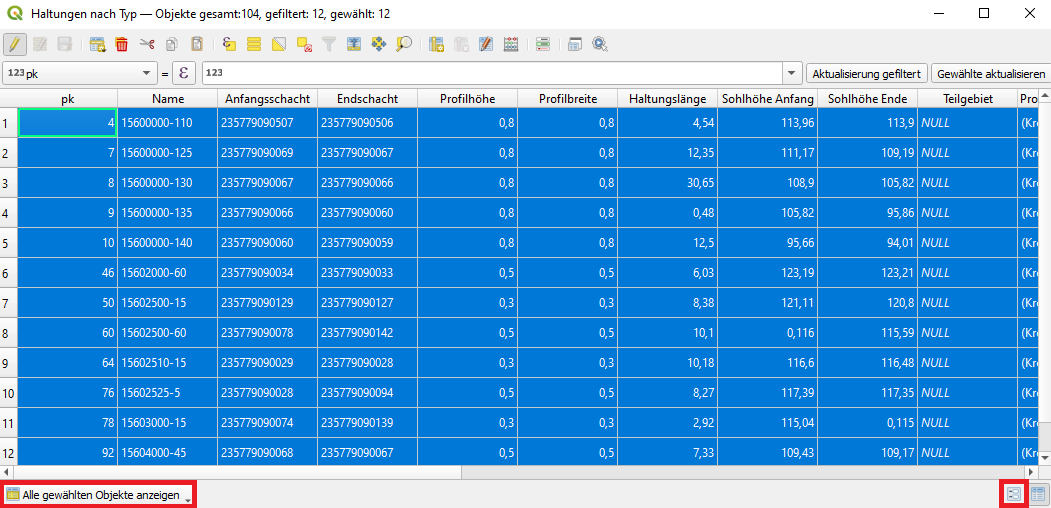 Haltungen nach Typ — Objekte gesamt:104, gefiltert: 12, gewählt: 12
123 pk = ε 123 Aktualisierung gefiltert Gewählte aktualisieren
pk Name Anfangsschacht Endschacht Profilhöhe Profilbreite Haltungslänge Sohlhöhe Anfang Sohlhöhe Ende Teilgebiet Pro
1 4 15600000-110 235779090507 235779090506 0,8 0,8 4,54 113,96 113,9 NULL (Kre
2 7 15600000-125 235779090069 235779090067 0,8 0,8 12,35 111,17 109,19 NULL (Kre
3 8 15600000-130 235779090067 235779090066 0,8 0,8 30,65 108,9 105,82 NULL (Kre
4 9 15600000-135 235779090066 235779090060 0,8 0,8 0,48 105,82 95,86 NULL (Kre
5 10 15600000-140 235779090060 235779090059 0,8 0,8 12,5 95,66 94,01 NULL (Kre
6 46 15602000-60 235779090034 235779090033 0,5 0,5 6,03 123,19 123,21 NULL (Kre
7 50 15602500-15 235779090129 235779090127 0,3 0,3 8,38 121,11 120,8 NULL (Kre
8 60 15602500-60 235779090078 235779090142 0,5 0,5 10,1 0,116 115,59 NULL (Kre
9 64 15602510-15 235779090029 235779090028 0,3 0,3 10,18 116,6 116,48 NULL (Kre
10 76 15602525-5 235779090028 235779090094 0,5 0,5 8,27 117,39 117,35 NULL (Kre
11 78 15603000-15 235779090074 235779090139 0,3 0,3 2,92 115,04 0,115 NULL (Kre
12 92 15604000-45 235779090068 235779090067 0,5 0,5 7,33 109,43 109,17 NULL (Kre
Alle gewählten Objekte anzeigen